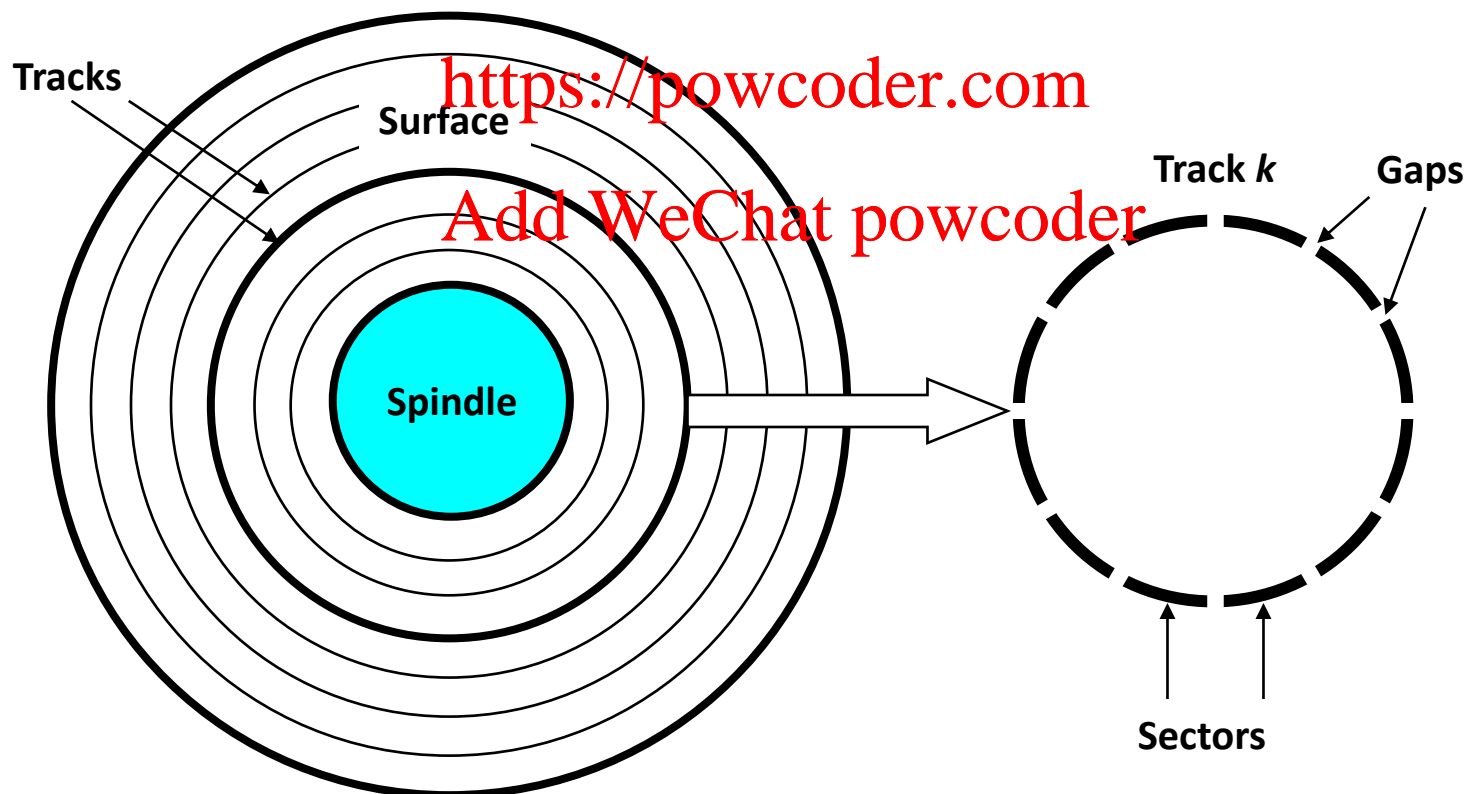 https://powcoder.com
Tracks
Surface
Track k
Gaps
Add WeChat powcoder
Spindle
Sectors